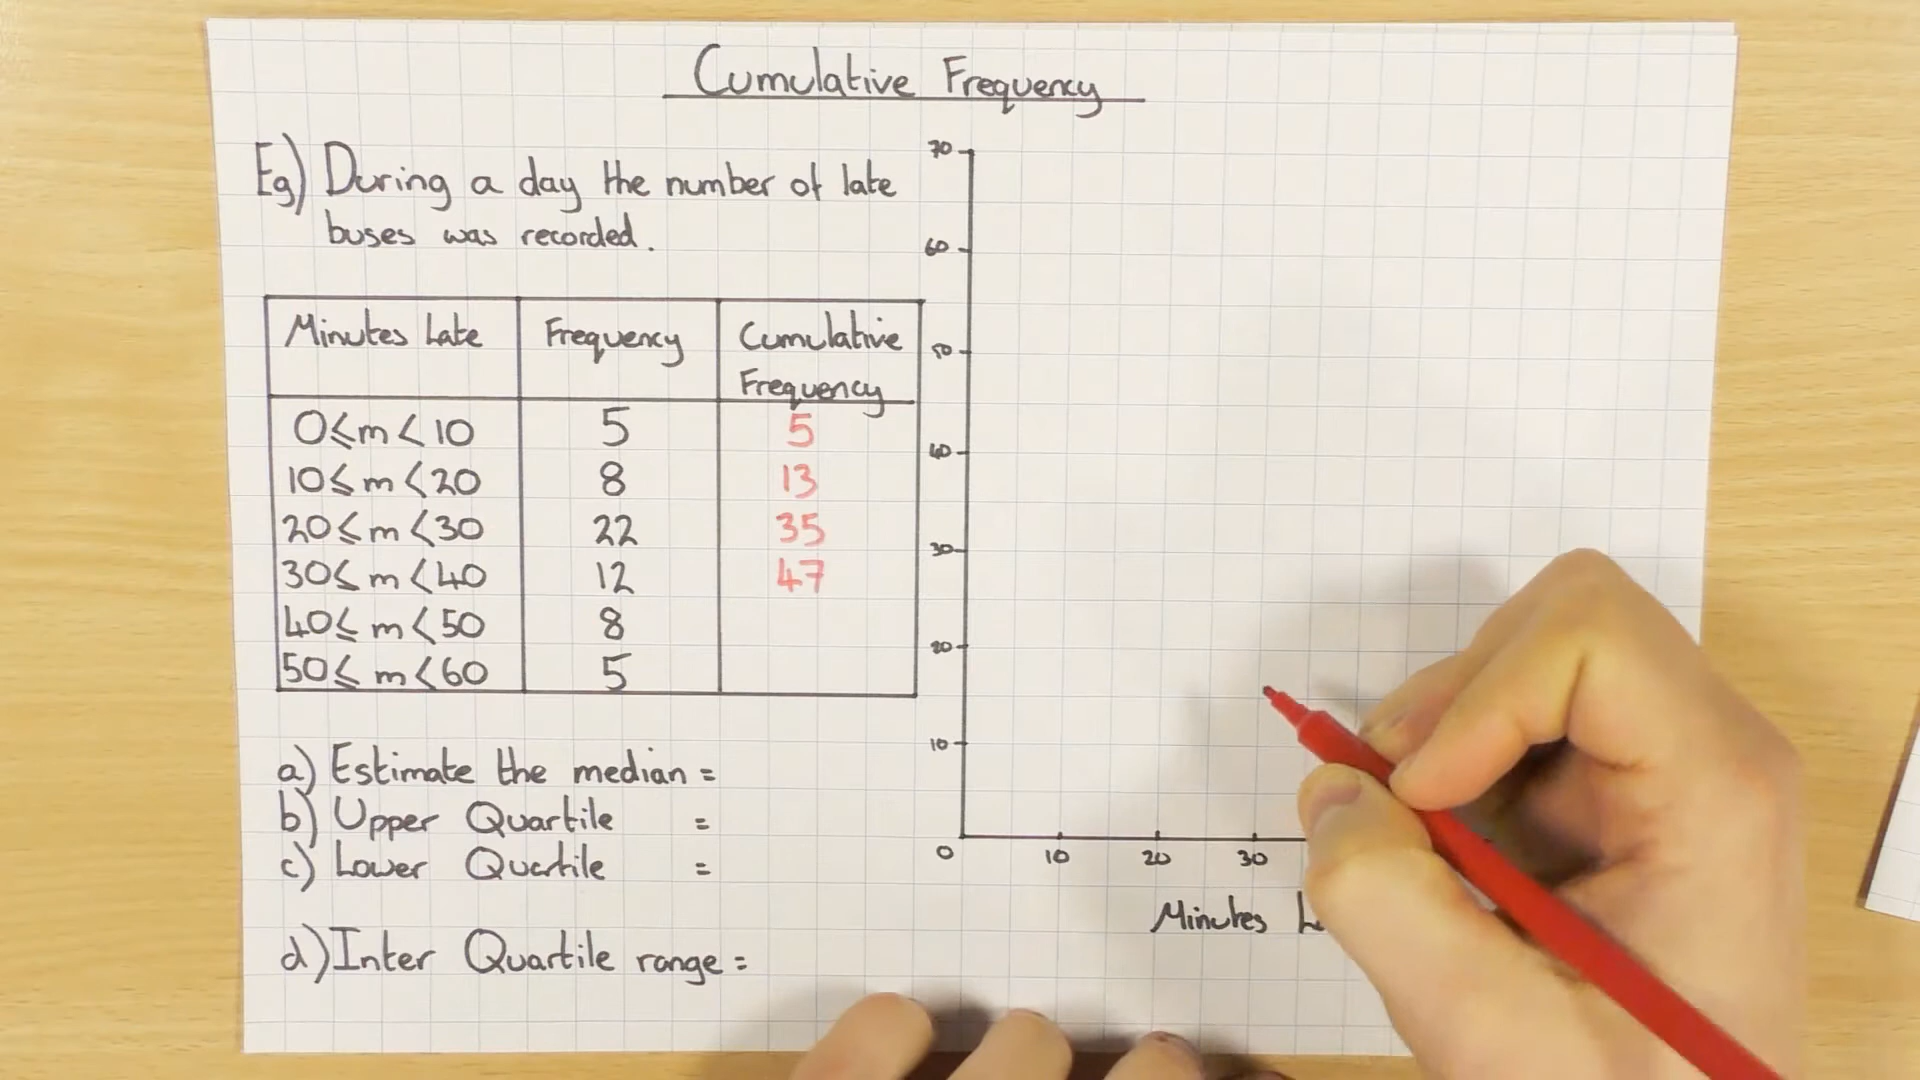 Cumulative Frequency
Eg) During a day the number of late
buses was recorded.
Minutes Late Frequency Cumulative
Frequency
0≤m<10 5 5
10≤m<20 8 13
20≤m<30 22 35
30≤m<40 12 47
40≤m<50 8
50≤m<60 5
a) Estimate the median =
b) Upper Quartile =
c) Lower Quartile =
d) Inter Quartile range =
70
60
50
40
30
20
10
0 10 20 30
Minutes